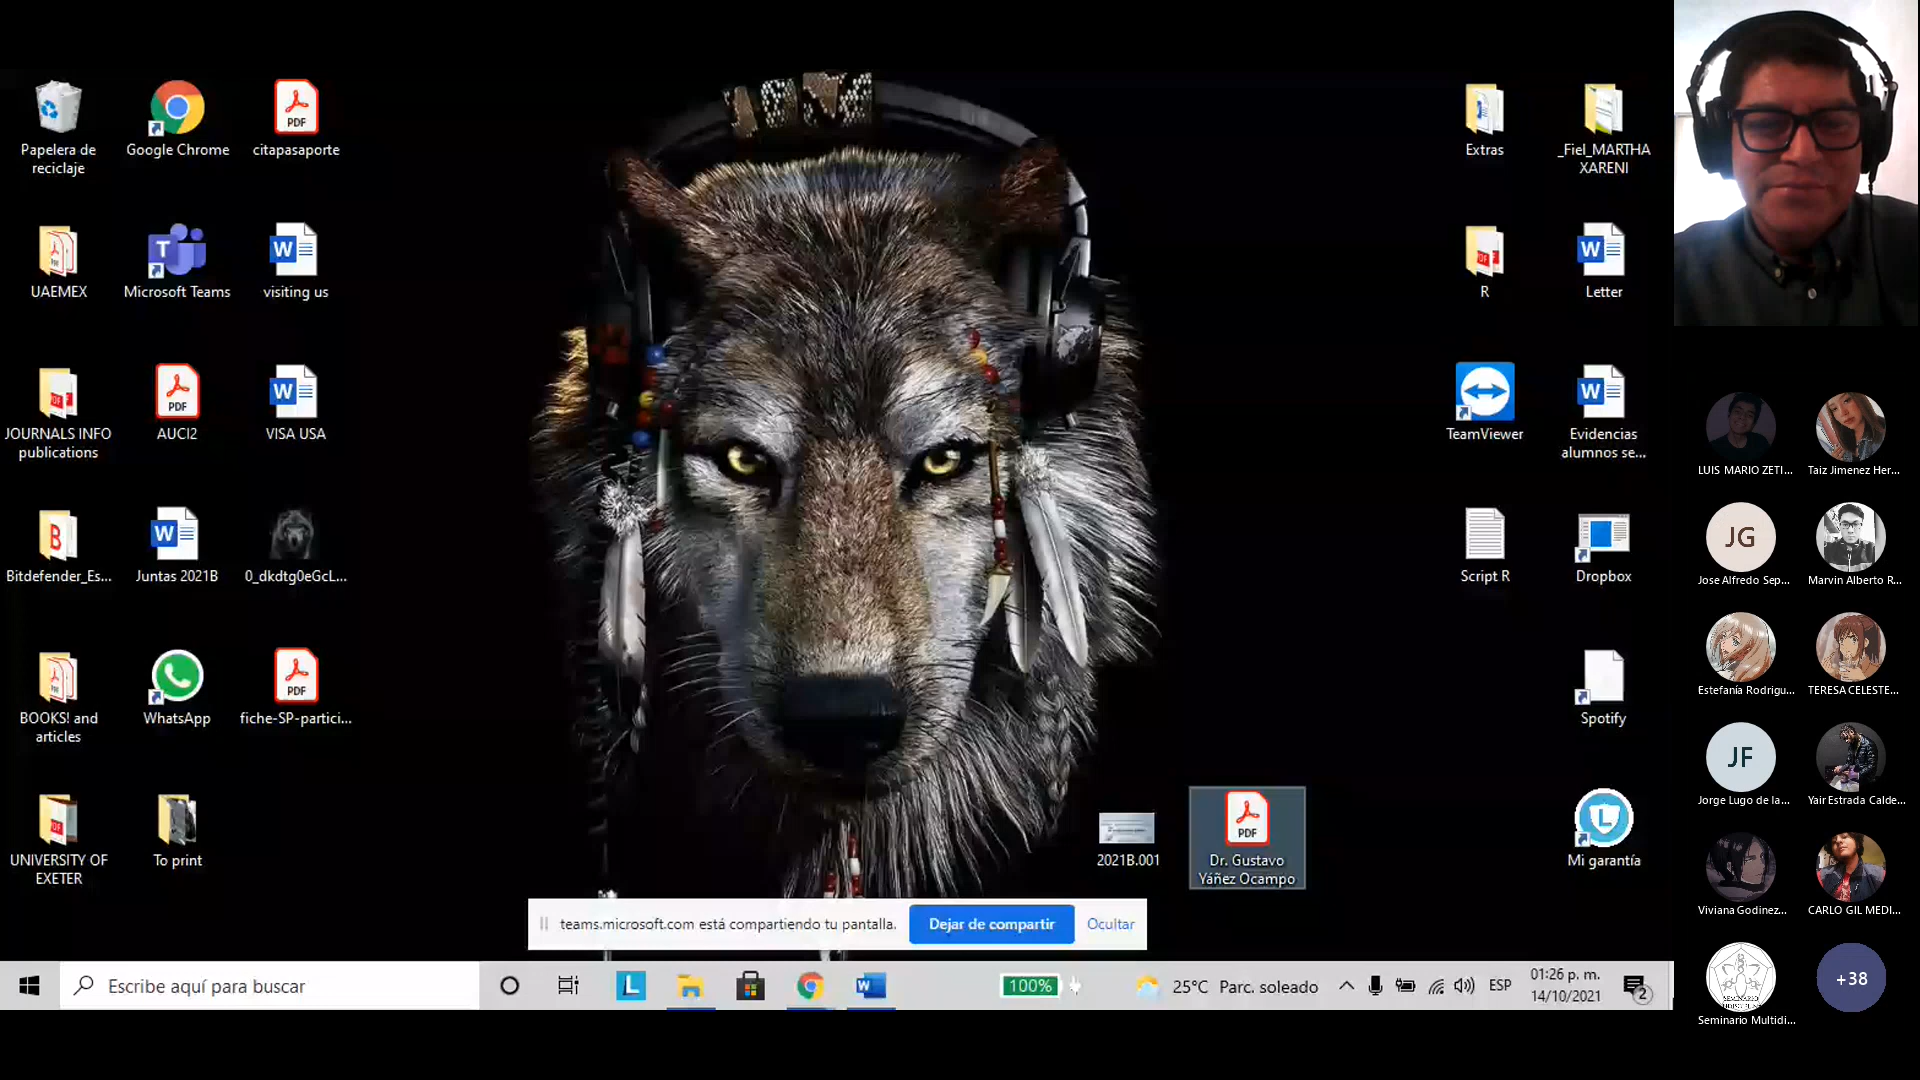 Papelera de
reciclaje
Google Chrome
citapasaporte
UAEMEX
Microsoft Teams
visiting us
JOURNALS INFO
publications
AUCI2
VISA USA
Bitdefender_Es...
Juntas 2021B
0_dkdtg0eGcL...
BOOKS! and
articles
WhatsApp
fiche-SP-partici...
UNIVERSITY OF
EXETER
To print
Extras
_Fiel_MARTHA
XARENI
R
Letter
TeamViewer
Evidencias
alumnos se...
Script R
Dropbox
Spotify
Mi garantía
2021B.001
Dr. Gustavo
Yáñez Ocampo
teams.microsoft.com está compartiendo tu pantalla.
Dejar de compartir
Ocultar
Escribe aquí para buscar
100%
25°C Parc. soleado
ESP
01:26 p. m.
14/10/2021
2
LUIS MARIO ZETI...
Taiz Jimenez Her...
JG
Jose Alfredo Sep...
Marvin Alberto R...
Estefanía Rodrigu...
TERESA CELESTE...
JF
Jorge Lugo de la...
Yair Estrada Calde...
Viviana Godinez...
CARLO GIL MEDI...
Seminario Multidi...
+38